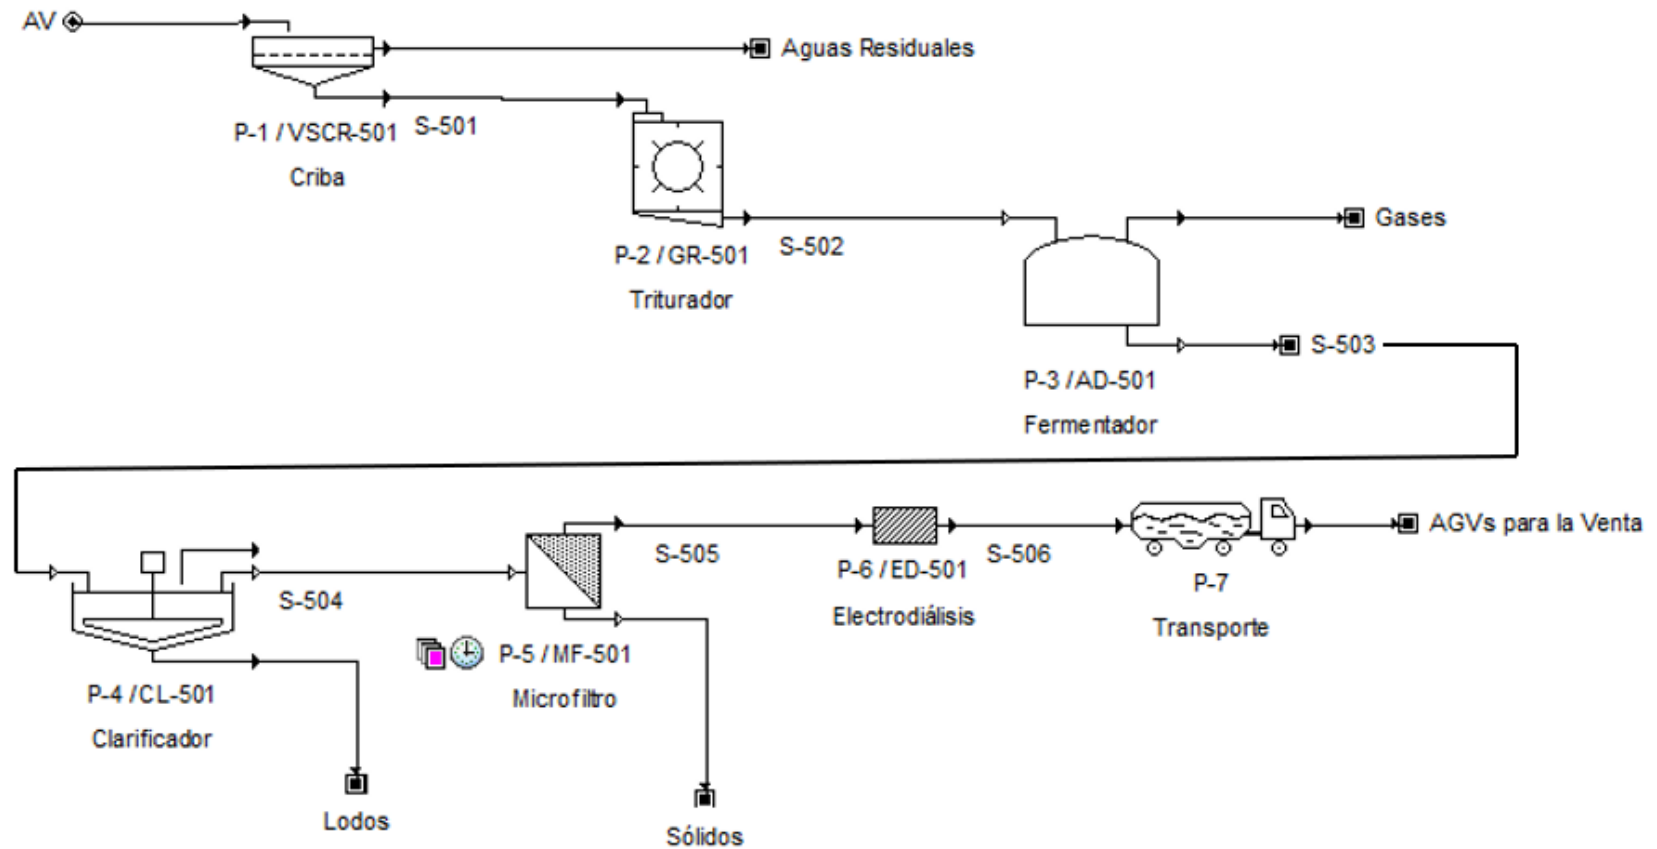 AV
Aguas Residuales
P-1 / VSCR-501
S-501
Criba
P-2 / GR-501
S-502
Triturador
Gases
S-503
P-3 / AD-501
Fermentador
S-504
P-4 / CL-501
Clarificador
Lodos
P-5 / MF-501
Microfiltro
Sólidos
S-505
P-6 / ED-501
Electrodiálisis
S-506
P-7
Transporte
AGVs para la Venta